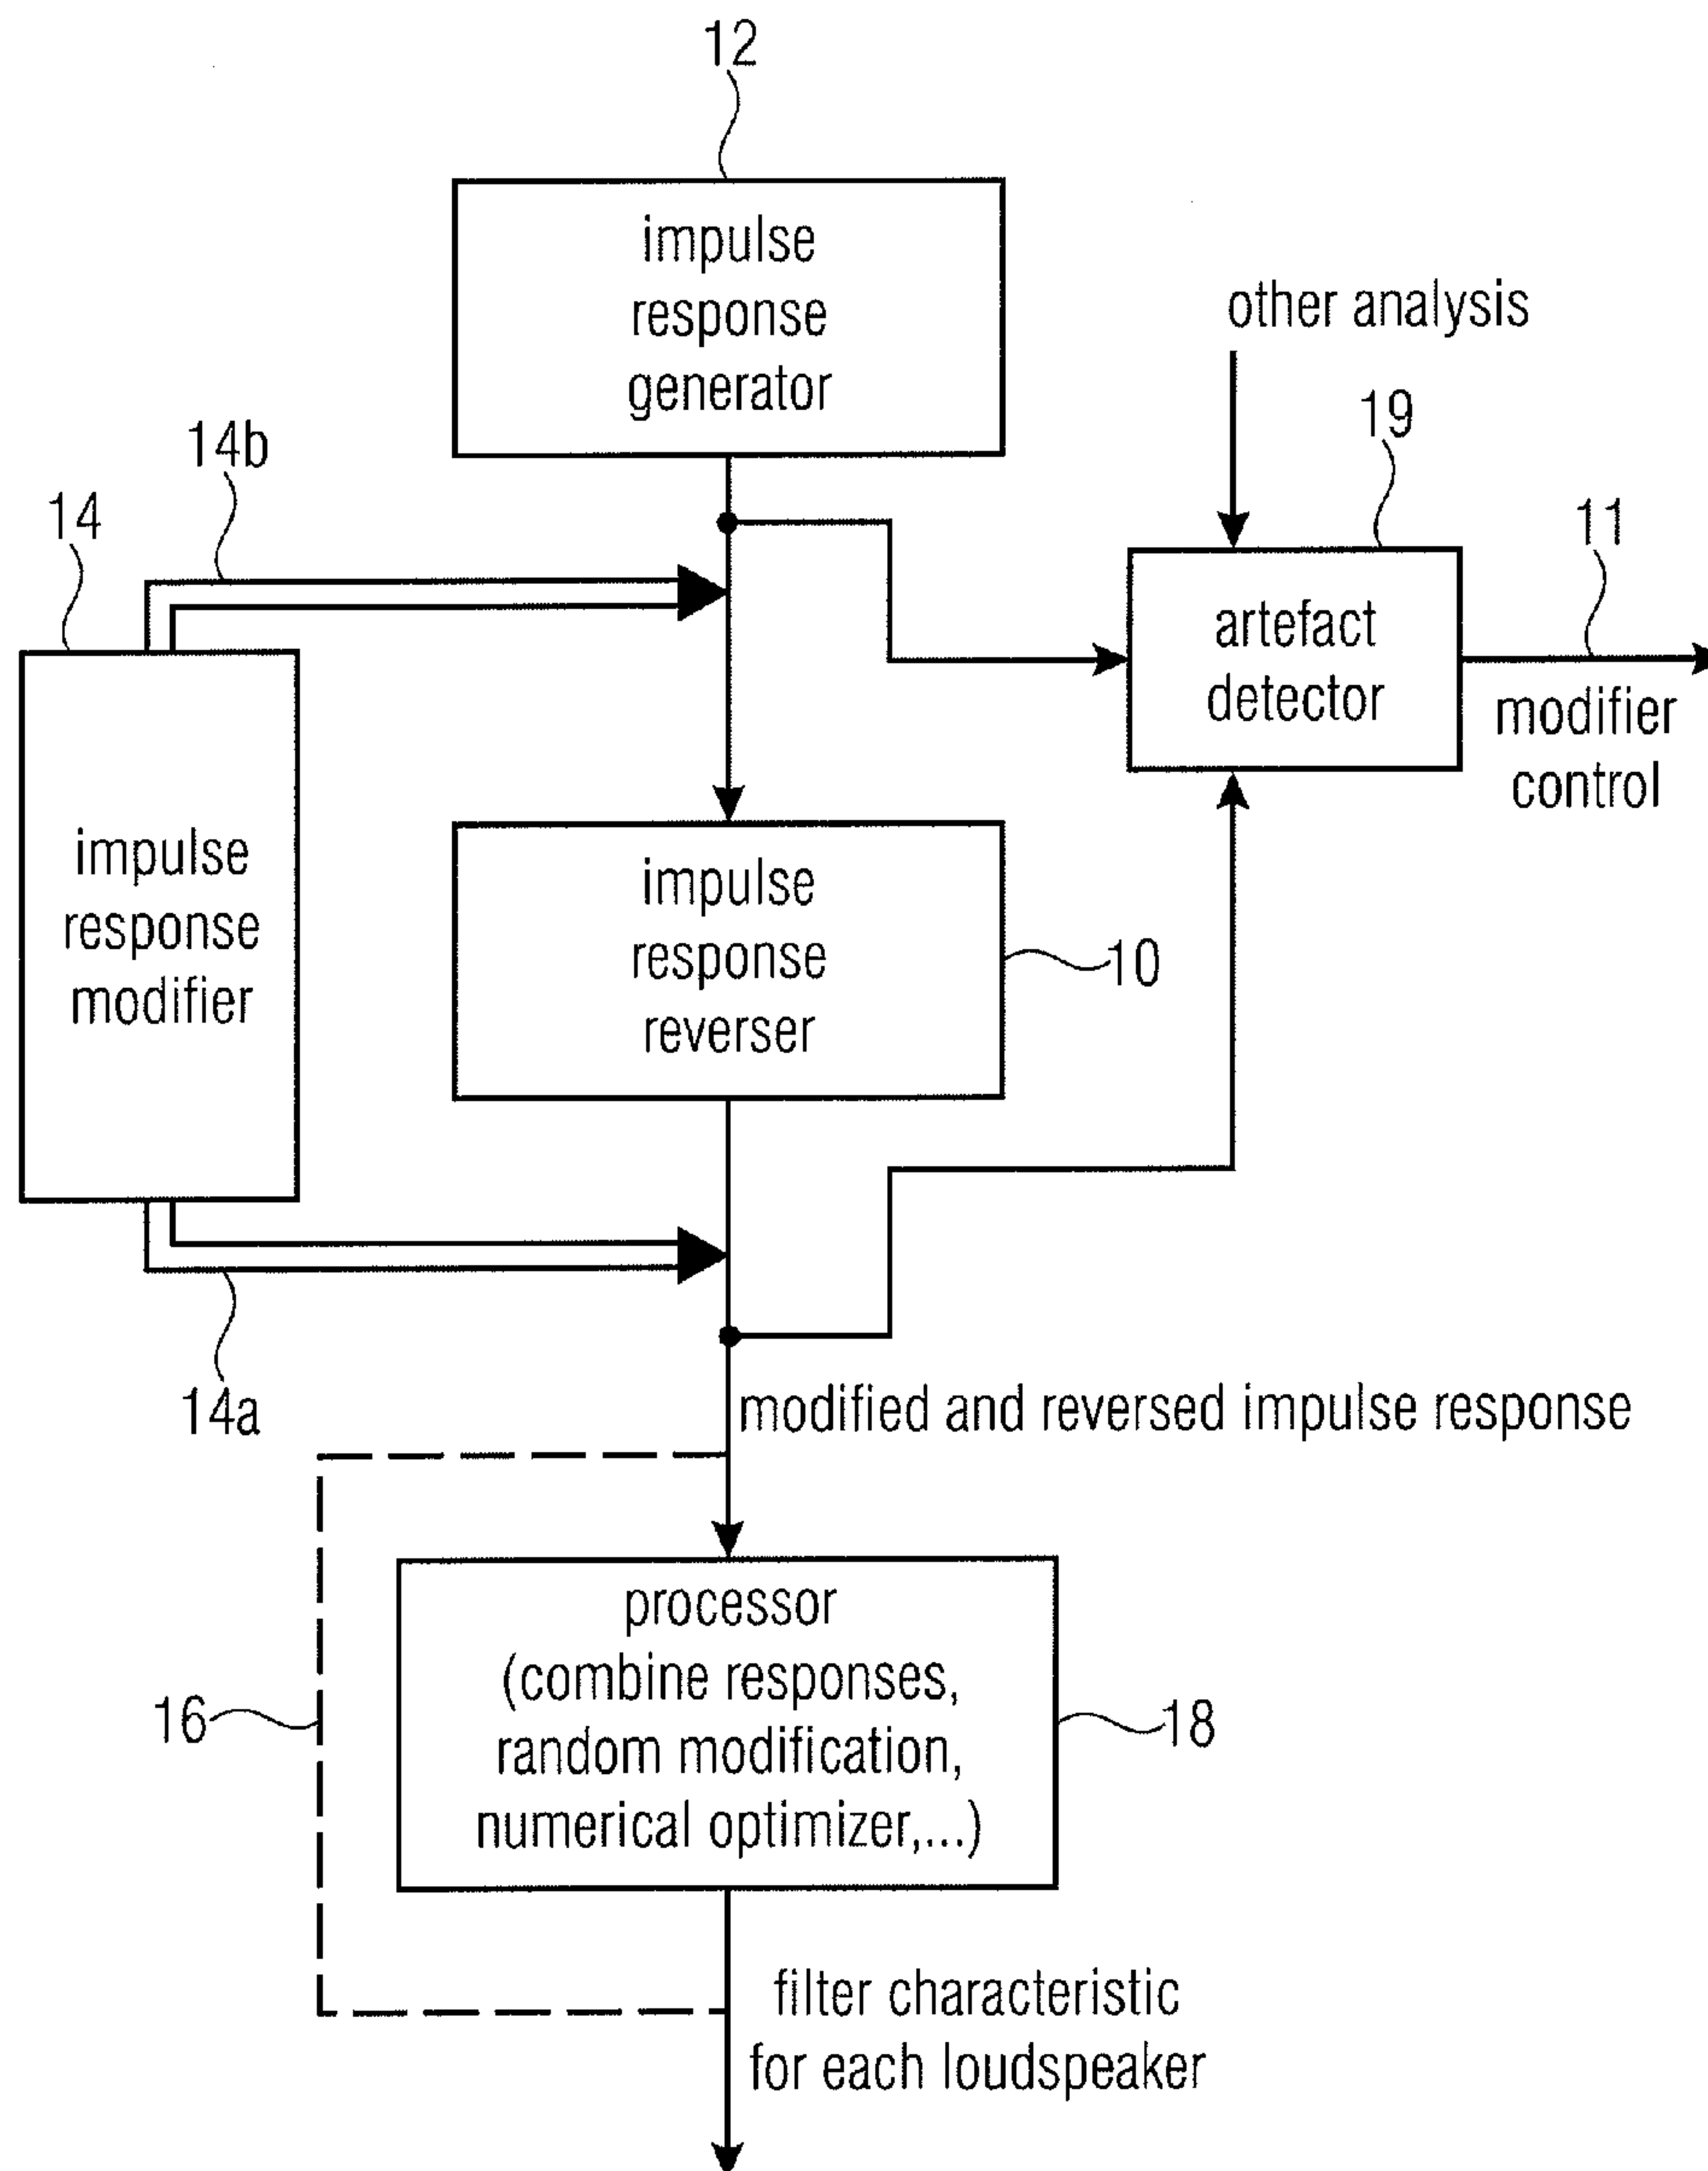 12
impulse
response
generator
other analysis
19
14b
11
14
artefact
detector
modifier
control
impulse
response
modifier
impulse
response
reverser
10
14a
modified and reversed impulse response
processor
(combine responses,
random modification,
numerical optimizer,...)
16
18
filter characteristic
for each loudspeaker